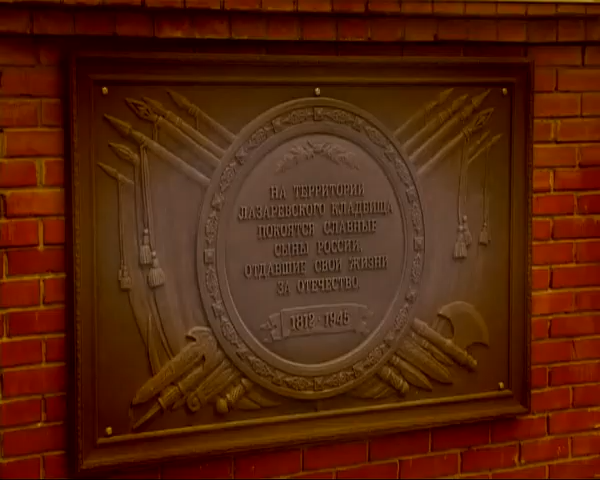 НА ТЕРРИТОРИИ
ЛАЗАРЕВСКОГО КЛАДБИЩА
ПОКОЯТСЯ СЛАВНЫЕ
СЫНЫ РОССИИ,
ОТДАВШИЕ СВОИ ЖИЗНИ
ЗА ОТЕЧЕСТВО
1812-1945